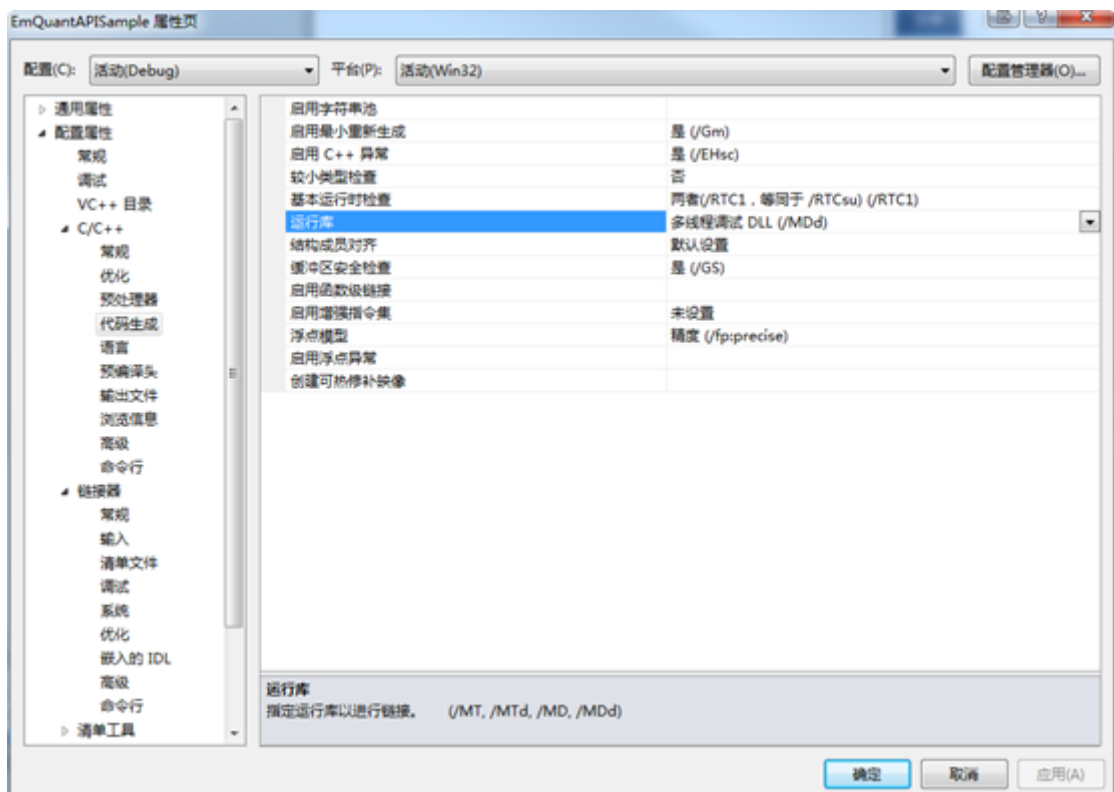 EmQuantAPISample 属性页
配置(C): 活动(Debug) 平台(P): 活动(Win32) 配置管理器(O)...
通用属性
配置属性
常规
调试
VC++ 目录
C/C++
常规
优化
预处理器
代码生成
语言
预编译头
输出文件
浏览信息
高级
命令行
链接器
常规
输入
清单文件
调试
系统
优化
嵌入的 IDL
高级
命令行
清单工具
启用字符串池
启用最小重新生成 是 (/Gm)
启用 C++ 异常 是 (/EHsc)
较小类型检查 否
基本运行时检查 两者(/RTC1，等同于 /RTCsu) (/RTC1)
运行库 多线程调试 DLL (/MDd)
结构成员对齐 默认设置
缓冲区安全检查 是 (/GS)
启用函数级链接
启用增强指令集 未设置
浮点模型 精度 (/fp:precise)
启用浮点异常
创建可热修补映像
运行库
指定运行库以进行链接。 (/MT, /MTd, /MD, /MDd)
确定 取消 应用(A)